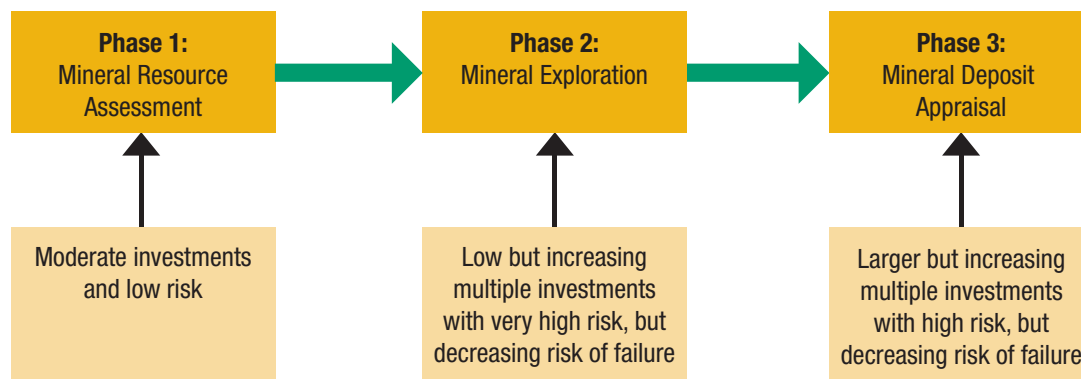 Phase 1:
Mineral Resource
Assessment
Phase 2:
Mineral Exploration
Phase 3:
Mineral Deposit
Appraisal
Moderate investments
and low risk
Low but increasing
multiple investments
with very high risk, but
decreasing risk of failure
Larger but increasing
multiple investments
with high risk, but
decreasing risk of failure